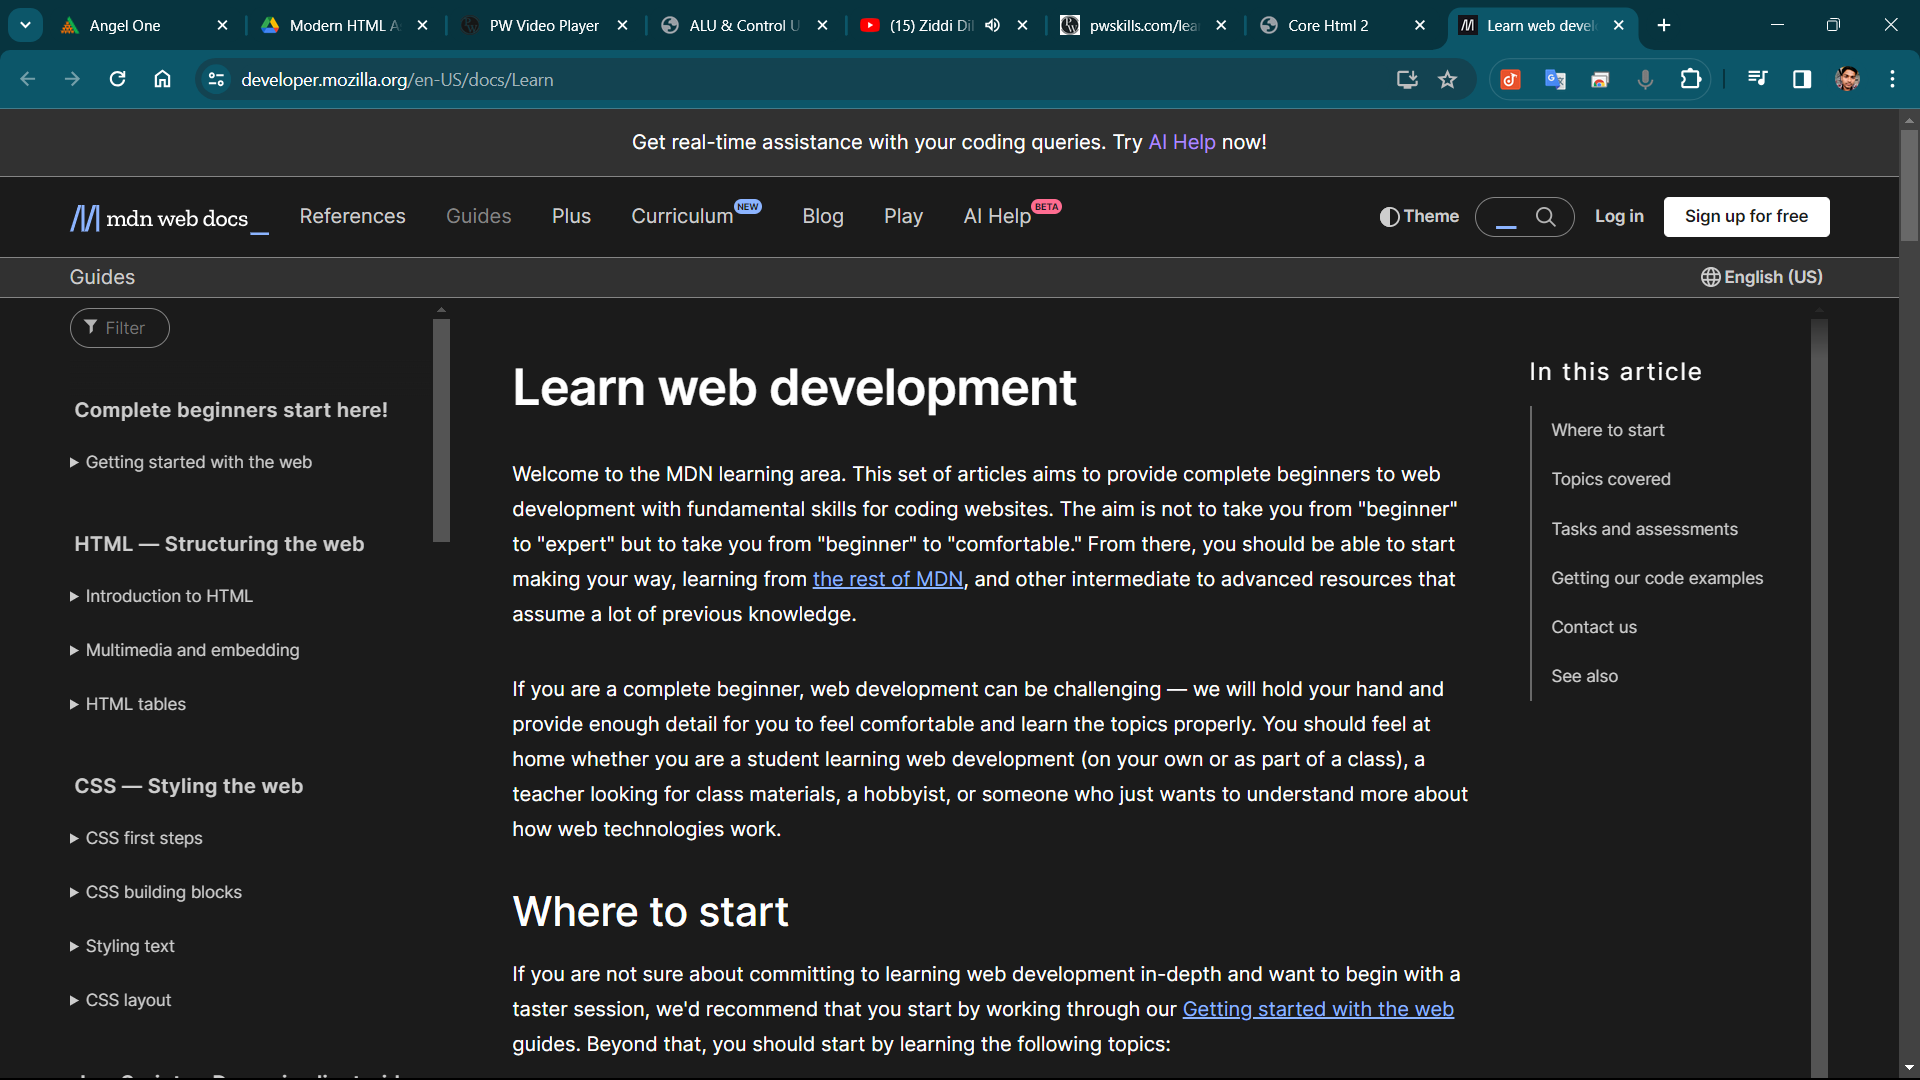 Angel One
Modern HTML A
PW Video Player
ALU & Control U
(15) Ziddi Dil
pwskills.com/lea
Core Html 2
Learn web devel
developer.mozilla.org/en-US/docs/Learn
Get real-time assistance with your coding queries. Try AI Help now!
mdn web docs_
References
Guides
Plus
Curriculum NEW
Blog
Play
AI Help BETA
Theme
Log in
Sign up for free
Guides
English (US)
Filter
Complete beginners start here!
Getting started with the web
HTML — Structuring the web
Introduction to HTML
Multimedia and embedding
HTML tables
CSS — Styling the web
CSS first steps
CSS building blocks
Styling text
CSS layout
Learn web development
Welcome to the MDN learning area. This set of articles aims to provide complete beginners to web
development with fundamental skills for coding websites. The aim is not to take you from "beginner"
to "expert" but to take you from "beginner" to "comfortable." From there, you should be able to start
making your way, learning from the rest of MDN, and other intermediate to advanced resources that
assume a lot of previous knowledge.
If you are a complete beginner, web development can be challenging — we will hold your hand and
provide enough detail for you to feel comfortable and learn the topics properly. You should feel at
home whether you are a student learning web development (on your own or as part of a class), a
teacher looking for class materials, a hobbyist, or someone who just wants to understand more about
how web technologies work.
Where to start
If you are not sure about committing to learning web development in-depth and want to begin with a
taster session, we'd recommend that you start by working through our Getting started with the web
guides. Beyond that, you should start by learning the following topics:
In this article
Where to start
Topics covered
Tasks and assessments
Getting our code examples
Contact us
See also